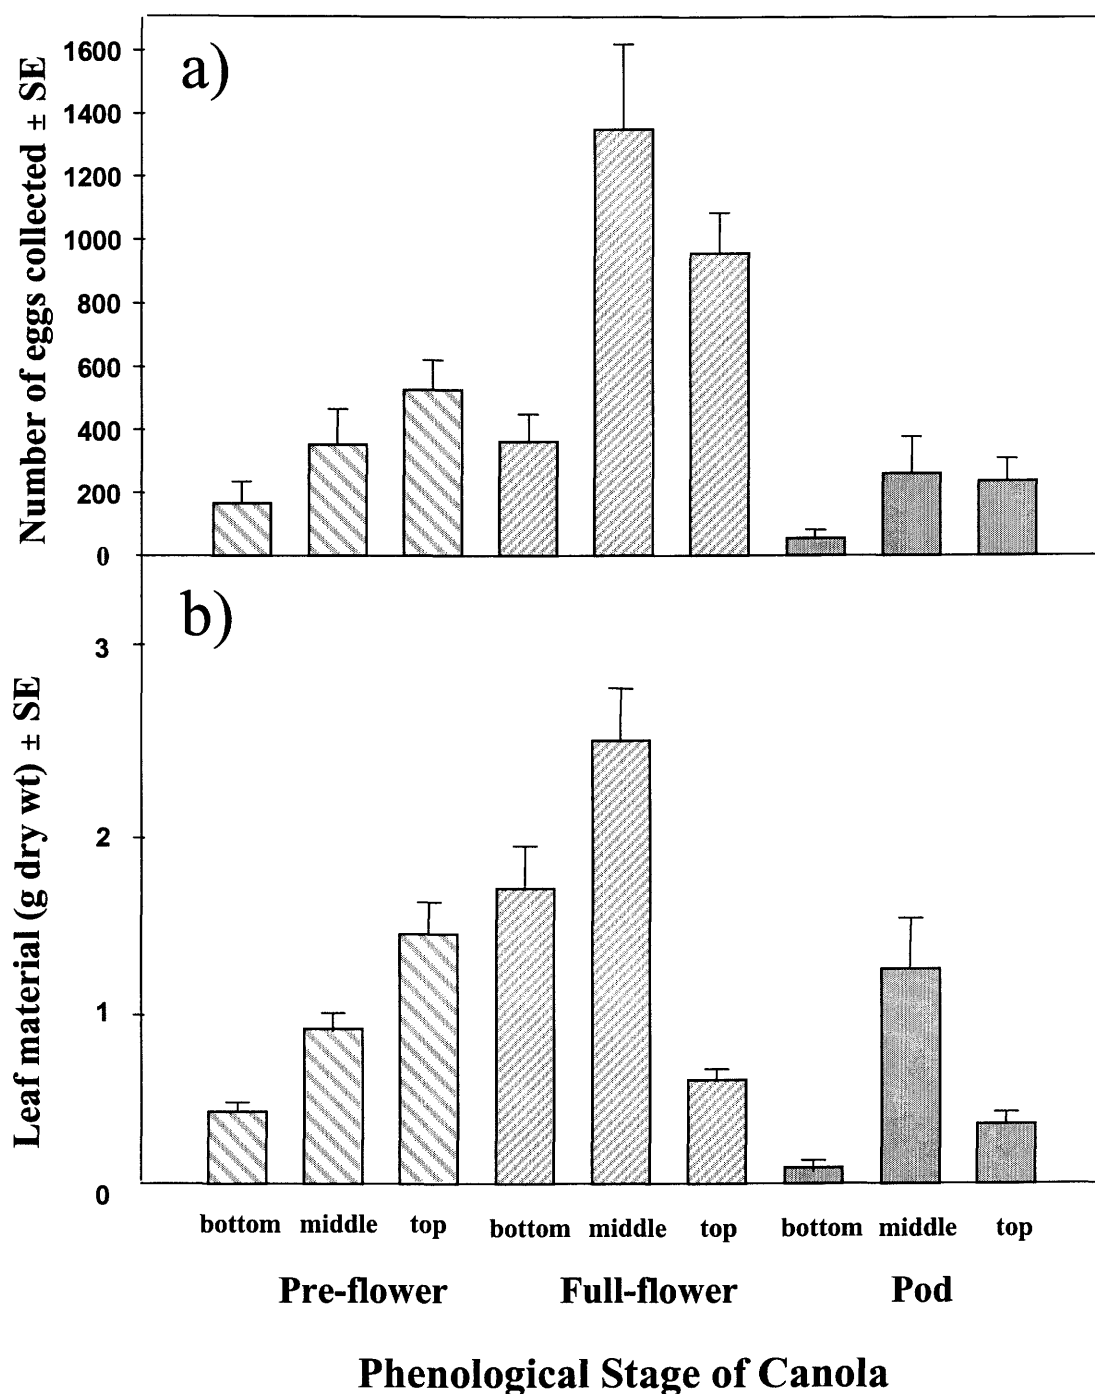 a)
Number of eggs collected ± SE
1600
1400
1200
1000
800
600
400
200
0
b)
Leaf material (g dry wt) ± SE
3
2
1
0
bottom middle top bottom middle top bottom middle top
Pre-flower Full-flower Pod
Phenological Stage of Canola